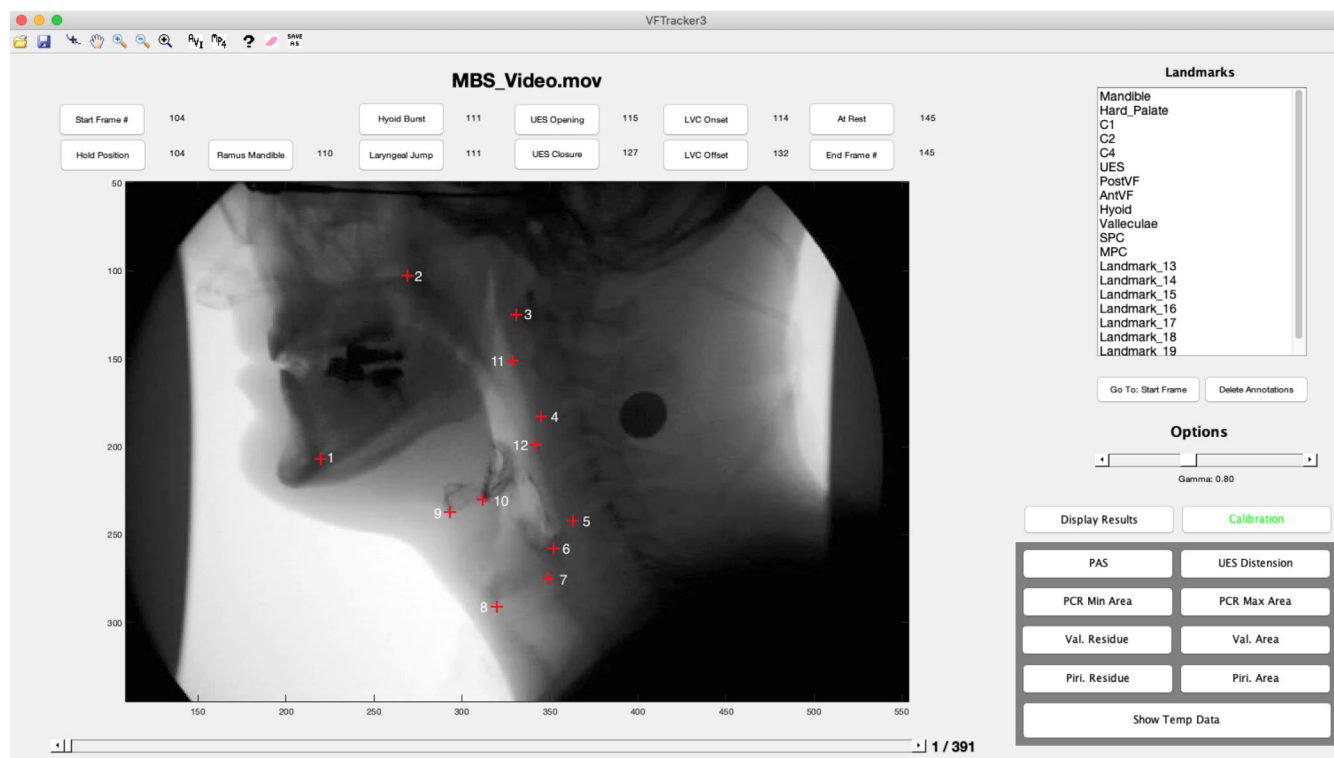 VFTracker3
AVI MP4 ? SAVE AS
MBS_Video.mov
Start Frame # 104 Hyoid Burst 111 UES Opening 115 LVC Onset 114 At Rest 145
Hold Position 104 Ramus Mandible 110 Laryngeal Jump 111 UES Closure 127 LVC Offset 132 End Frame # 145
50
100
150
200
250
300
2
3
11
4
12
1
10
9
5
6
7
8
150 200 250 300 350 400 450 500 550
1 / 391
Landmarks
Mandible
Hard_Palate
C1
C2
C4
UES
PostVF
AntVF
Hyoid
Valleculae
SPC
MPC
Landmark_13
Landmark_14
Landmark_15
Landmark_16
Landmark_17
Landmark_18
Landmark_19
Go To: Start Frame Delete Annotations
Options
Gamma: 0.80
Display Results Calibration
PAS UES Distension
PCR Min Area PCR Max Area
Val. Residue Val. Area
Piri. Residue Piri. Area
Show Temp Data